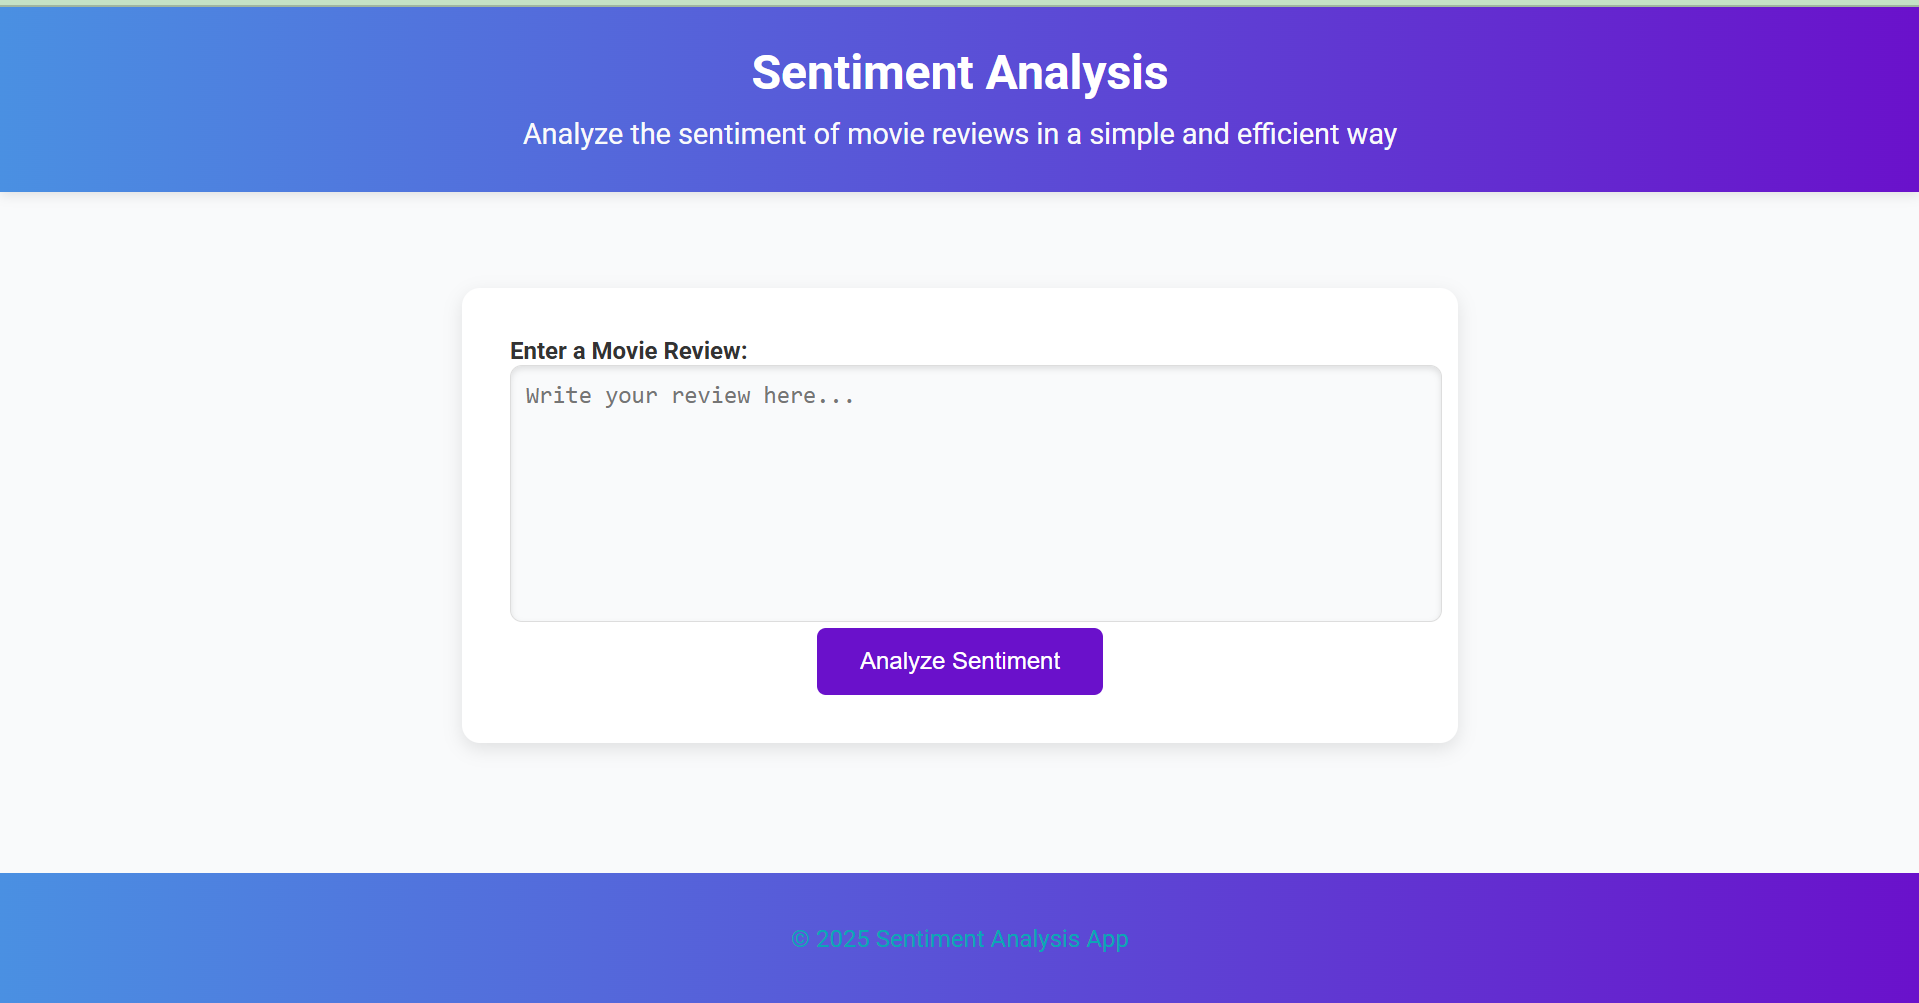 Sentiment Analysis
Analyze the sentiment of movie reviews in a simple and efficient way
Enter a Movie Review:
Write your review here...
Analyze Sentiment
© 2025 Sentiment Analysis App